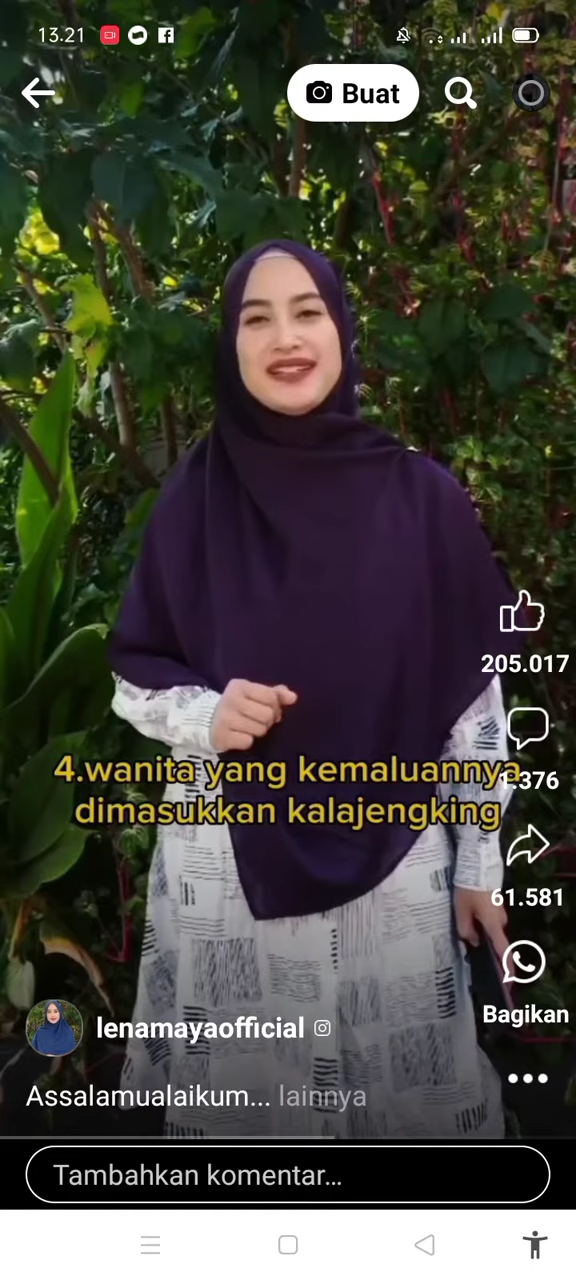 13.21
Buat
205.017
4.wanita yang kemaluannya
1.376
dimasukkan kalajengking
61.581
Bagikan
lenamayaofficial
Assalamualaikum... lainnya
Tambahkan komentar...